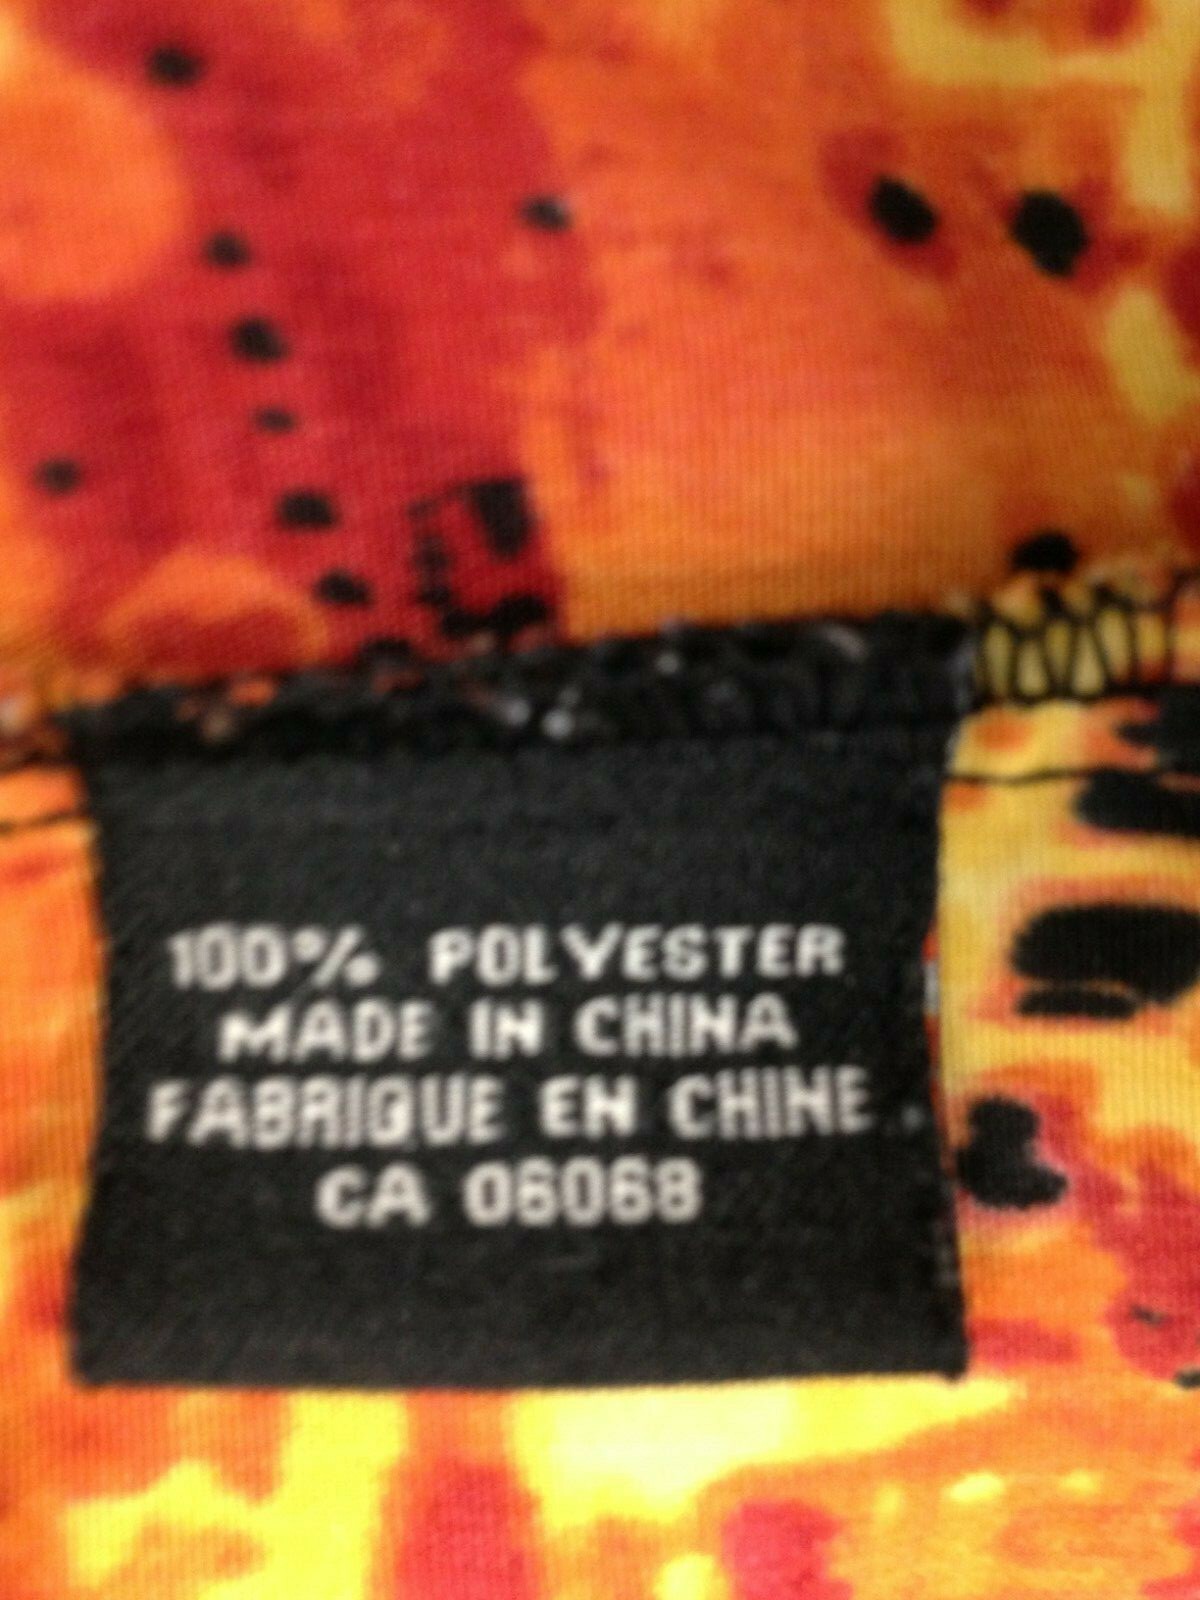 100% POLYESTER
MADE IN CHINA
FABRIQUE EN CHINE
CA 06068